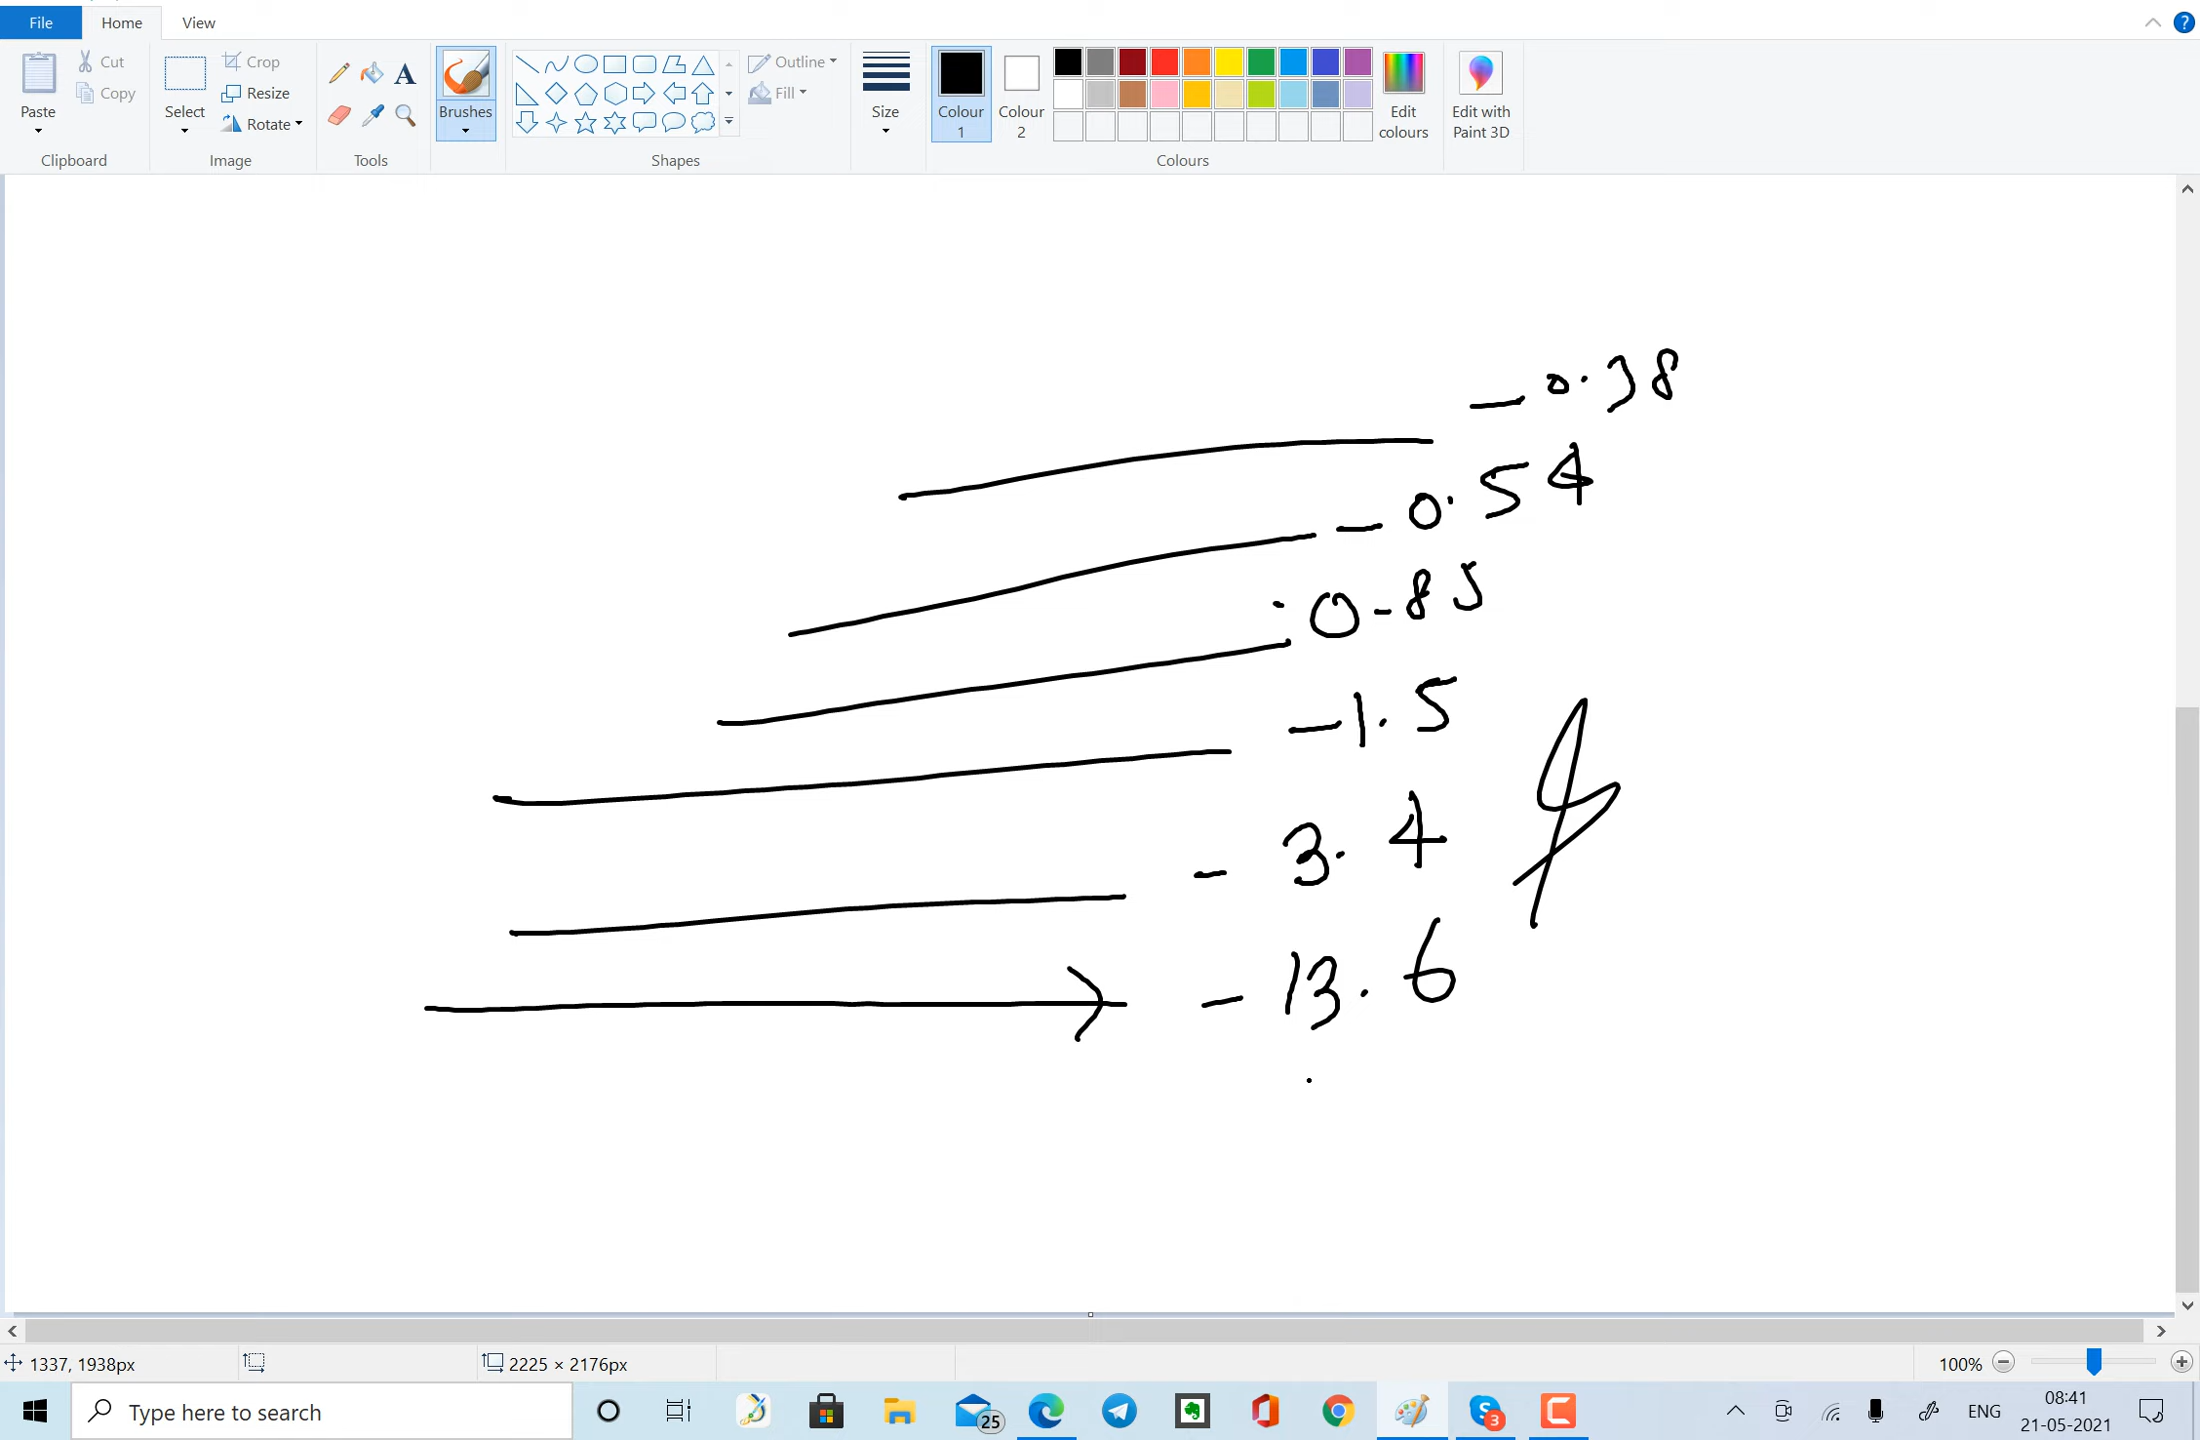 File Home View
Cut
Copy
Paste
Clipboard
Select
Crop
Resize
Rotate
Image
A
Tools
Brushes
Outline
Fill
Shapes
Size
Colour 1
Colour 2
Colours
Edit colours
Edit with Paint 3D
?
- 0.38
- 0.54
- 0.85
- 1.5
- 3.4
- 13.6
1337, 1938px
2225 × 2176px
100%
Type here to search
25
3
ENG
08:41
21-05-2021